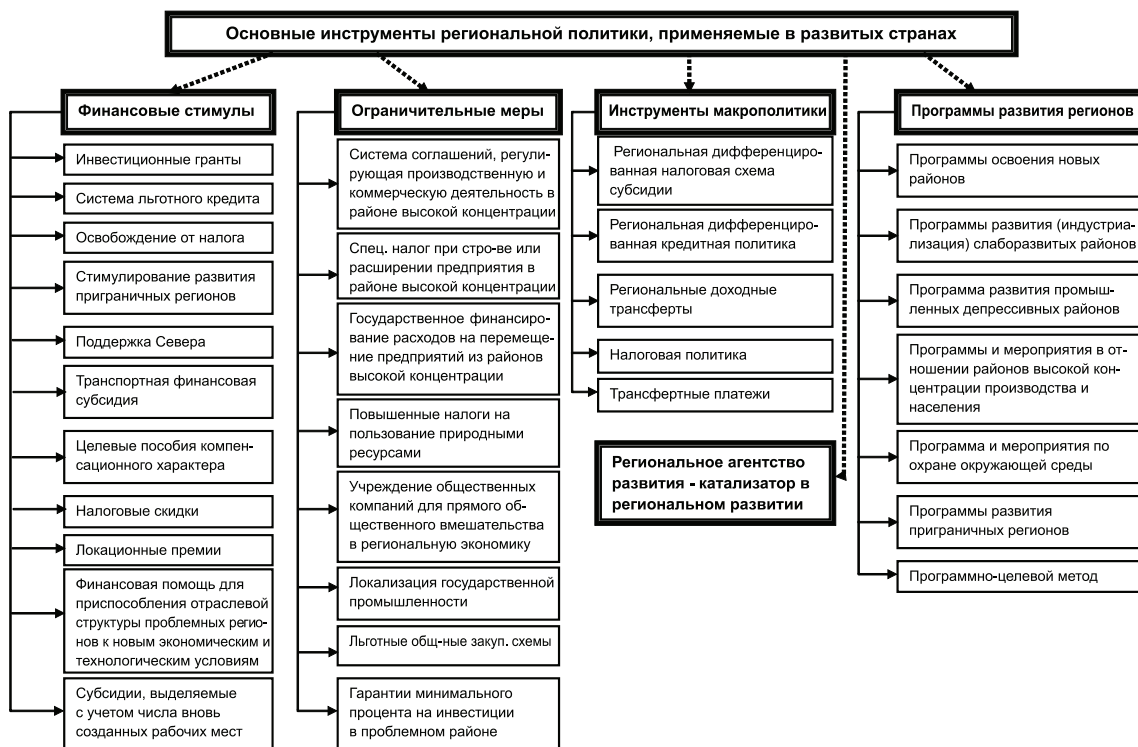 Основные инструменты региональной политики, применяемые в развитых странах
Финансовые стимулы
Инвестиционные гранты
Система льготного кредита
Освобождение от налога
Стимулирование развития
приграничных регионов
Поддержка Севера
Транспортная финансовая
субсидия
Целевые пособия компен-
сационного характера
Налоговые скидки
Локационные премии
Финансовая помощь для
приспособления отраслевой
структуры проблемных регио-
нов к новым экономическим и
технологическим условиям
Субсидии, выделяемые
с учетом числа вновь
созданных рабочих мест
Ограничительные меры
Система соглашений, регули-
рующая производственную и
коммерческую деятельность в
районе высокой концентрации
Спец. налог при стро-ве или
расширении предприятия в
районе высокой концентрации
Государственное финансиро-
вание расходов на перемеще-
ние предприятий из районов
высокой концентрации
Повышенные налоги на
пользование природными
ресурсами
Учреждение общественных
компаний для прямого об-
щественного вмешательства
в региональную экономику
Локализация государственной
промышленности
Льготные общ-ные закуп. схемы
Гарантии минимального
процента на инвестиции
в проблемном районе
Инструменты макрополитики
Региональная дифференциро-
ванная налоговая схема
субсидии
Региональная дифференциро-
ванная кредитная политика
Региональные доходные
трансферты
Налоговая политика
Трансфертные платежи
Региональное агентство
развития - катализатор в
региональном развитии
Программы развития регионов
Программы освоения новых
районов
Программы развития (индустриа-
лизация) слаборазвитых районов
Программа развития промыш-
ленных депрессивных районов
Программы и мероприятия в от-
ношении районов высокой кон-
центрации производства и
населения
Программа и мероприятия по
охране окружающей среды
Программы развития
приграничных регионов
Программно-целевой метод